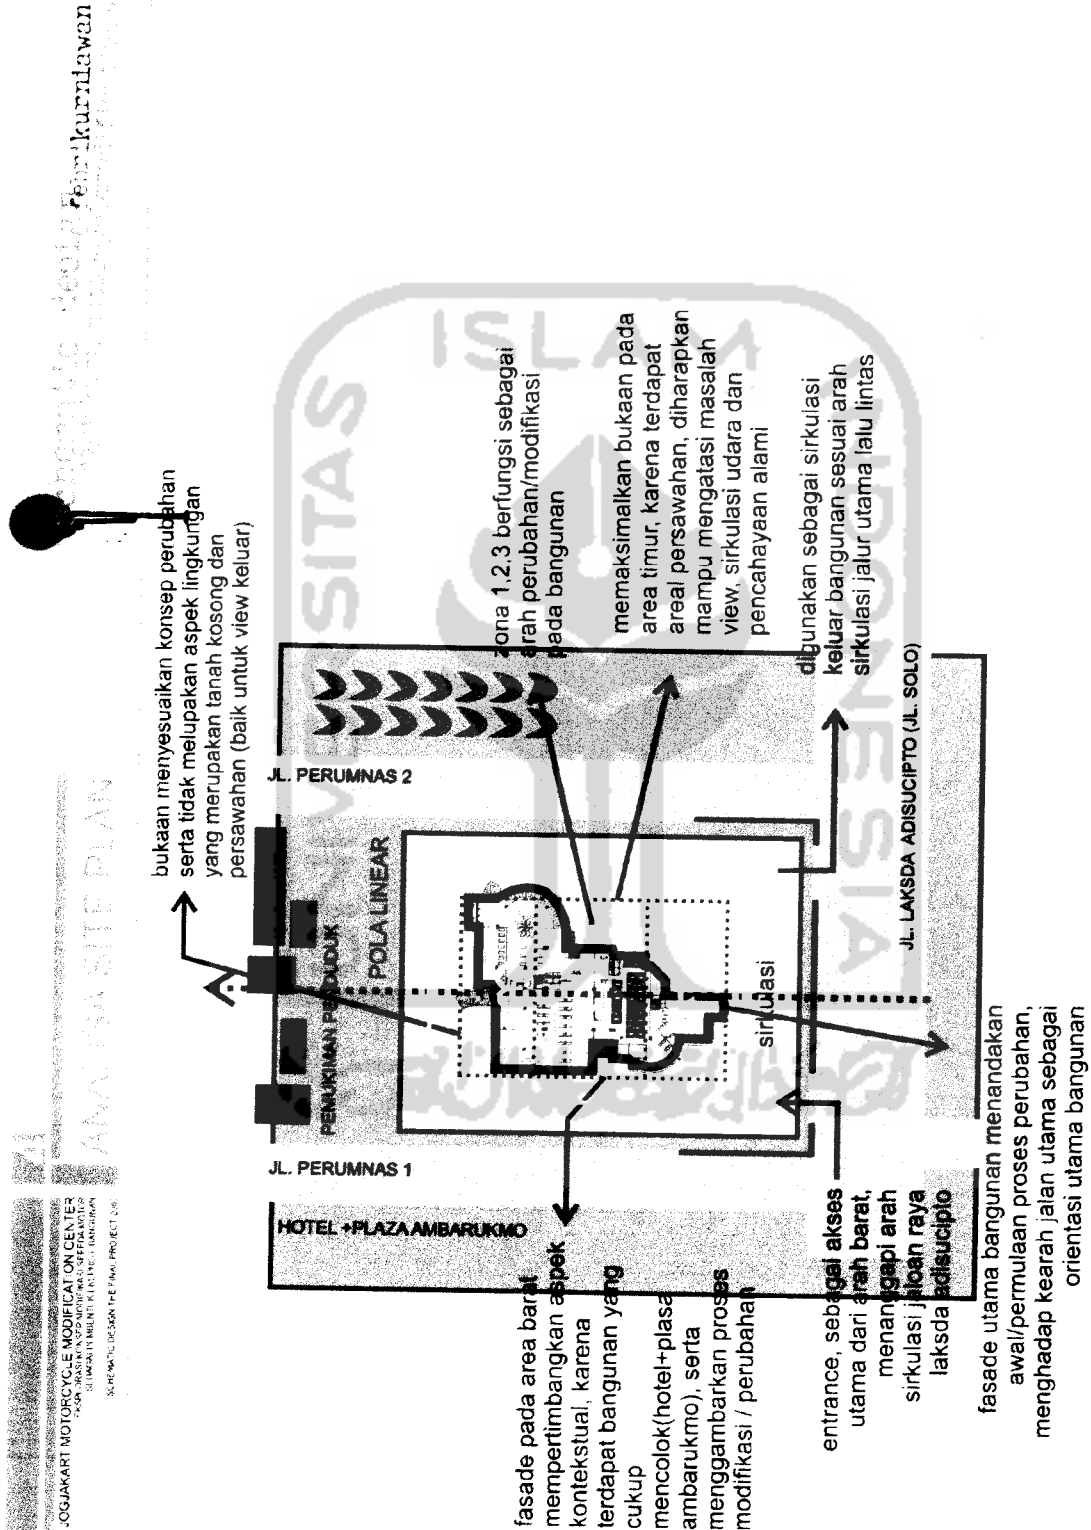 JOGJAKART MOTORCYCLE MODIFICATION CENTER
SCHEMATIC DESIGN THE FINAL PROJECT
ANALISA SITE PLAN
bukaan menyesuaikan konsep perubahan
serta tidak melupakan aspek lingkungan
yang merupakan tanah kosong dan
persawahan (baik untuk view keluar)
HOTEL +PLAZA AMBARUKMO
JL. PERUMNAS 1
PEMUKIMAN PENDUDUK
POLA LINEAR
JL. PERUMNAS 2
sirkulasi
JL. LAKSDA ADISUCIPTO (JL. SOLO)
zona 1,2,3 berfungsi sebagai
arah perubahan/modifikasi
pada bangunan
memaksimalkan bukaan pada
area timur, karena terdapat
areal persawahan, diharapkan
mampu mengatasi masalah
view, sirkulasi udara dan
pencahayaan alami
digunakan sebagai sirkulasi
keluar bangunan sesuai arah
sirkulasi jalur utama lalu lintas
fasade pada area barat
mempertimbangkan aspek
kontekstual, karena
terdapat bangunan yang
cukup
mencolok(hotel+plasa
ambarukmo), serta
menggambarkan proses
modifikasi / perubahan
entrance, sebagai akses
utama dari arah barat,
menanggapi arah
sirkulasi jaloan raya
laksda adisucipto
fasade utama bangunan menandakan
awal/permulaan proses perubahan,
menghadap kearah jalan utama sebagai
orientasi utama bangunan
UNIVERSITAS
ISLAM
INDONESIA